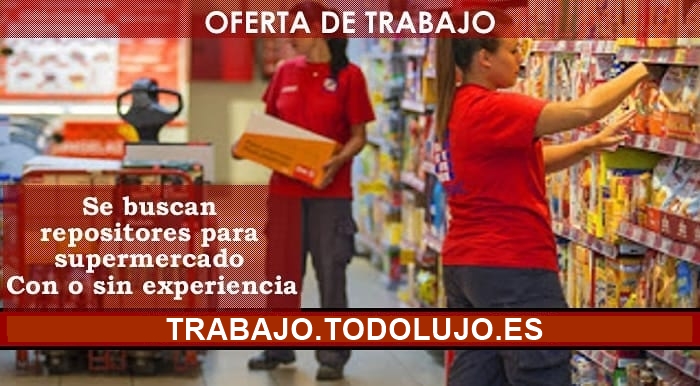 OFERTA DE TRABAJO
Se buscan
repositores para
supermercado
Con o sin experiencia
TRABAJO.TODOLUJO.ES